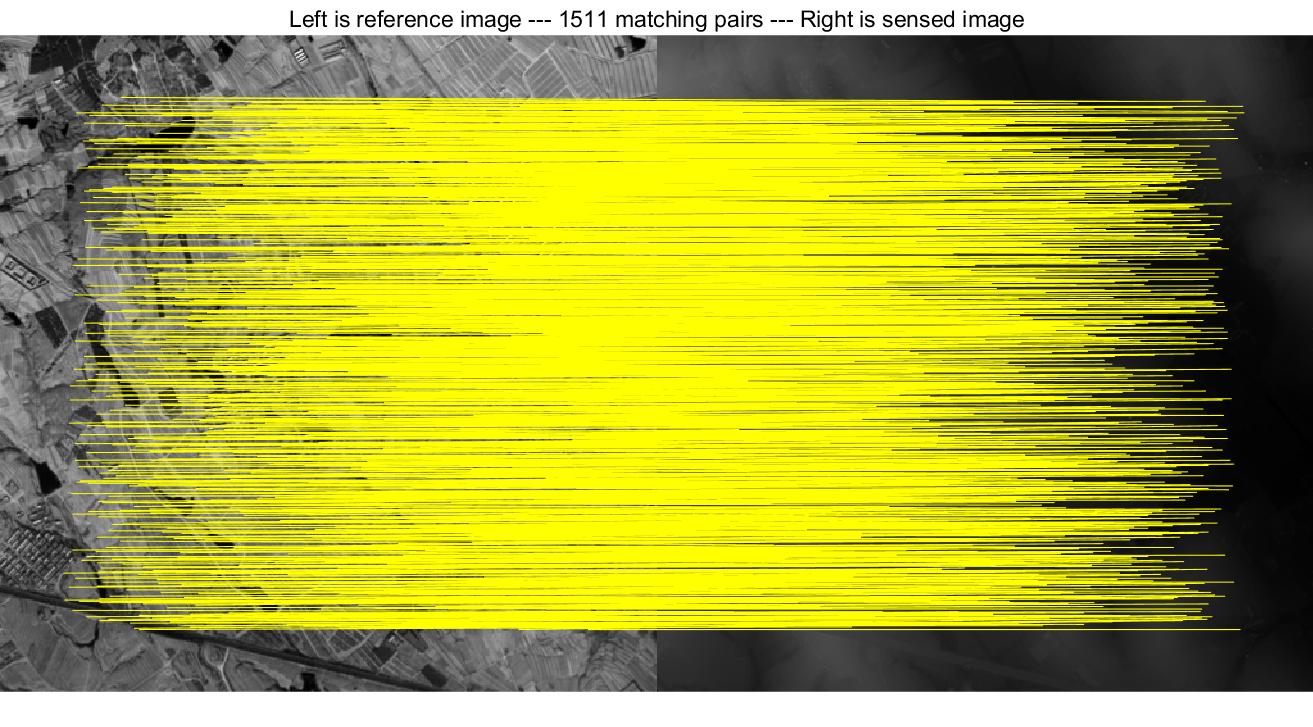 Left is reference image --- 1511 matching pairs --- Right is sensed image